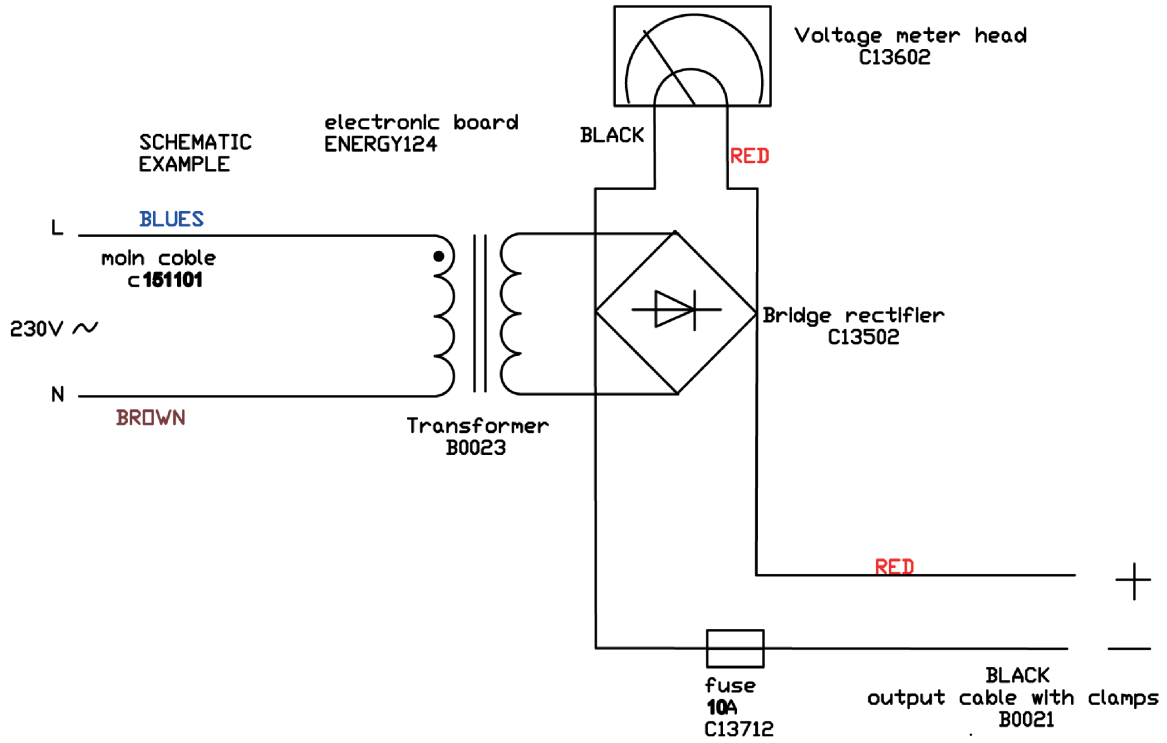 Voltage meter head
C13602
electronic board
ENERGY124
SCHEMATIC
EXAMPLE
BLACK
RED
L
BLUES
moin coble
c151101
230V ~
Bridge rectifier
C13502
N
BROWN
Transformer
B0023
RED
+
-
fuse
10A
C13712
BLACK
output cable with clamps
B0021